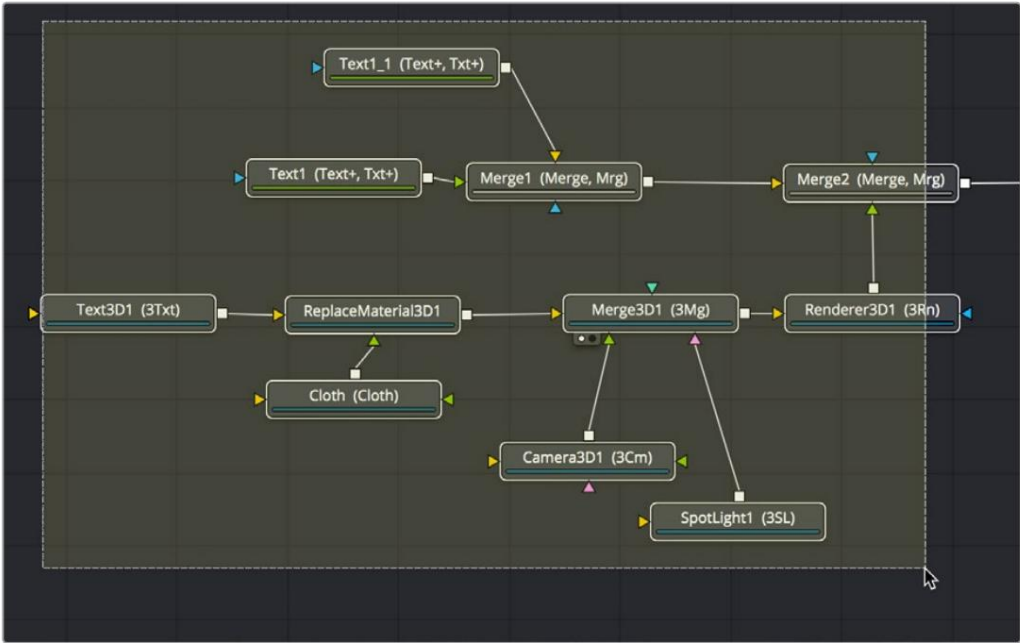 Text1_1 (Text+, Txt+)
Text1 (Text+, Txt+)
Merge1 (Merge, Mrg)
Merge2 (Merge, Mrg)
Text3D1 (3Txt)
ReplaceMaterial3D1
Merge3D1 (3Mg)
Renderer3D1 (3Rn)
Cloth (Cloth)
Camera3D1 (3Cm)
SpotLight1 (3SL)